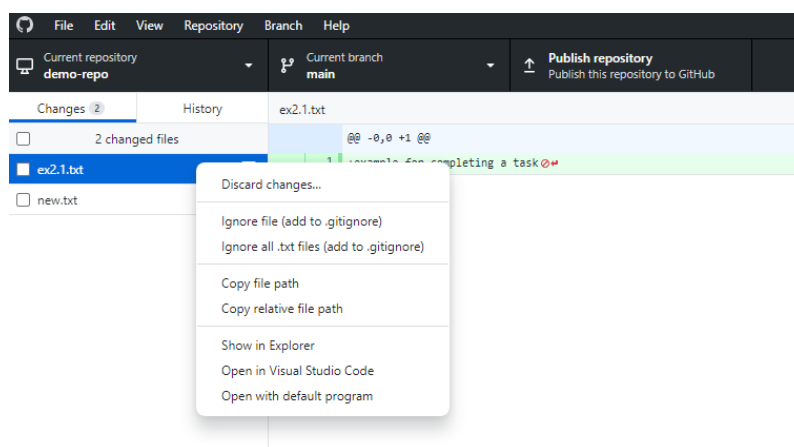 File Edit View Repository Branch Help
Current repository
demo-repo
Current branch
main
Publish repository
Publish this repository to GitHub
Changes 2 History
ex2.1.txt
2 changed files
@@ -0,0 +1 @@
ex2.1.txt
1 +example for completing a task
new.txt
Discard changes...
Ignore file (add to .gitignore)
Ignore all .txt files (add to .gitignore)
Copy file path
Copy relative file path
Show in Explorer
Open in Visual Studio Code
Open with default program